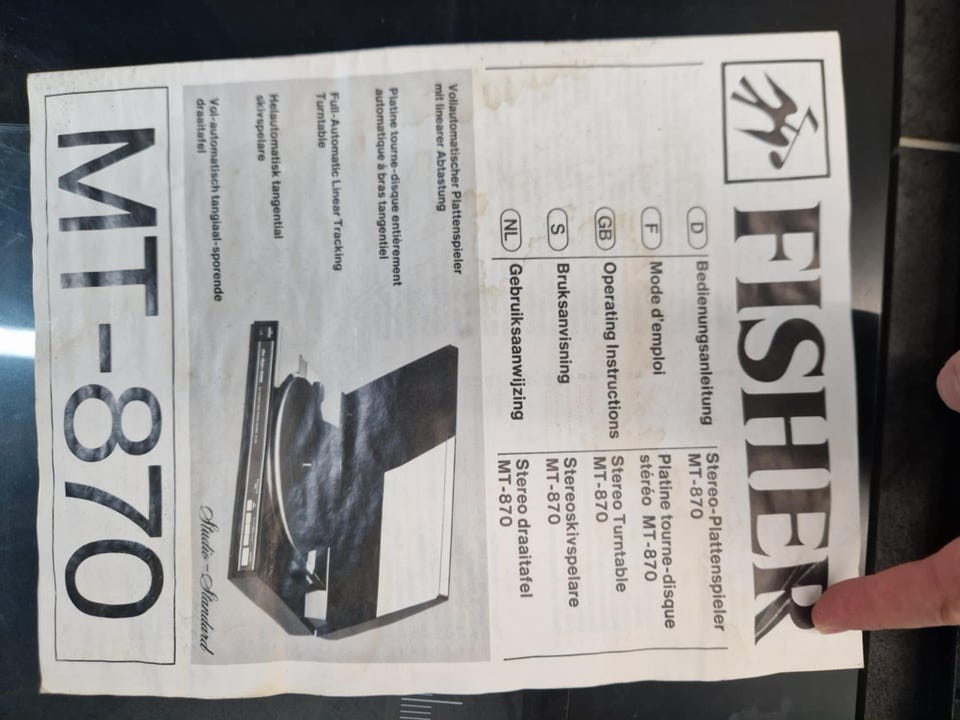 FISHER
D Bedienungsanleitung Stereo-Plattenspieler
MT-870
F Mode d'emploi Platine tourne-disque
stéréo MT-870
GB Operating Instructions Stereo Turntable
MT-870
S Bruksanvisning Stereoskivspelare
MT-870
NL Gebruiksaanwijzing Stereo draaitafel
MT-870
Vollautomatischer Plattenspieler
mit linearer Abtastung
Platine tourne-disque entièrement
automatique à bras tangentiel
Full-Automatic Linear Tracking
Turntable
Helautomatisk tangential
skivspelare
Vol-automatisch tangiaal-sporende
draaitafel
Studio-Standard
MT-870